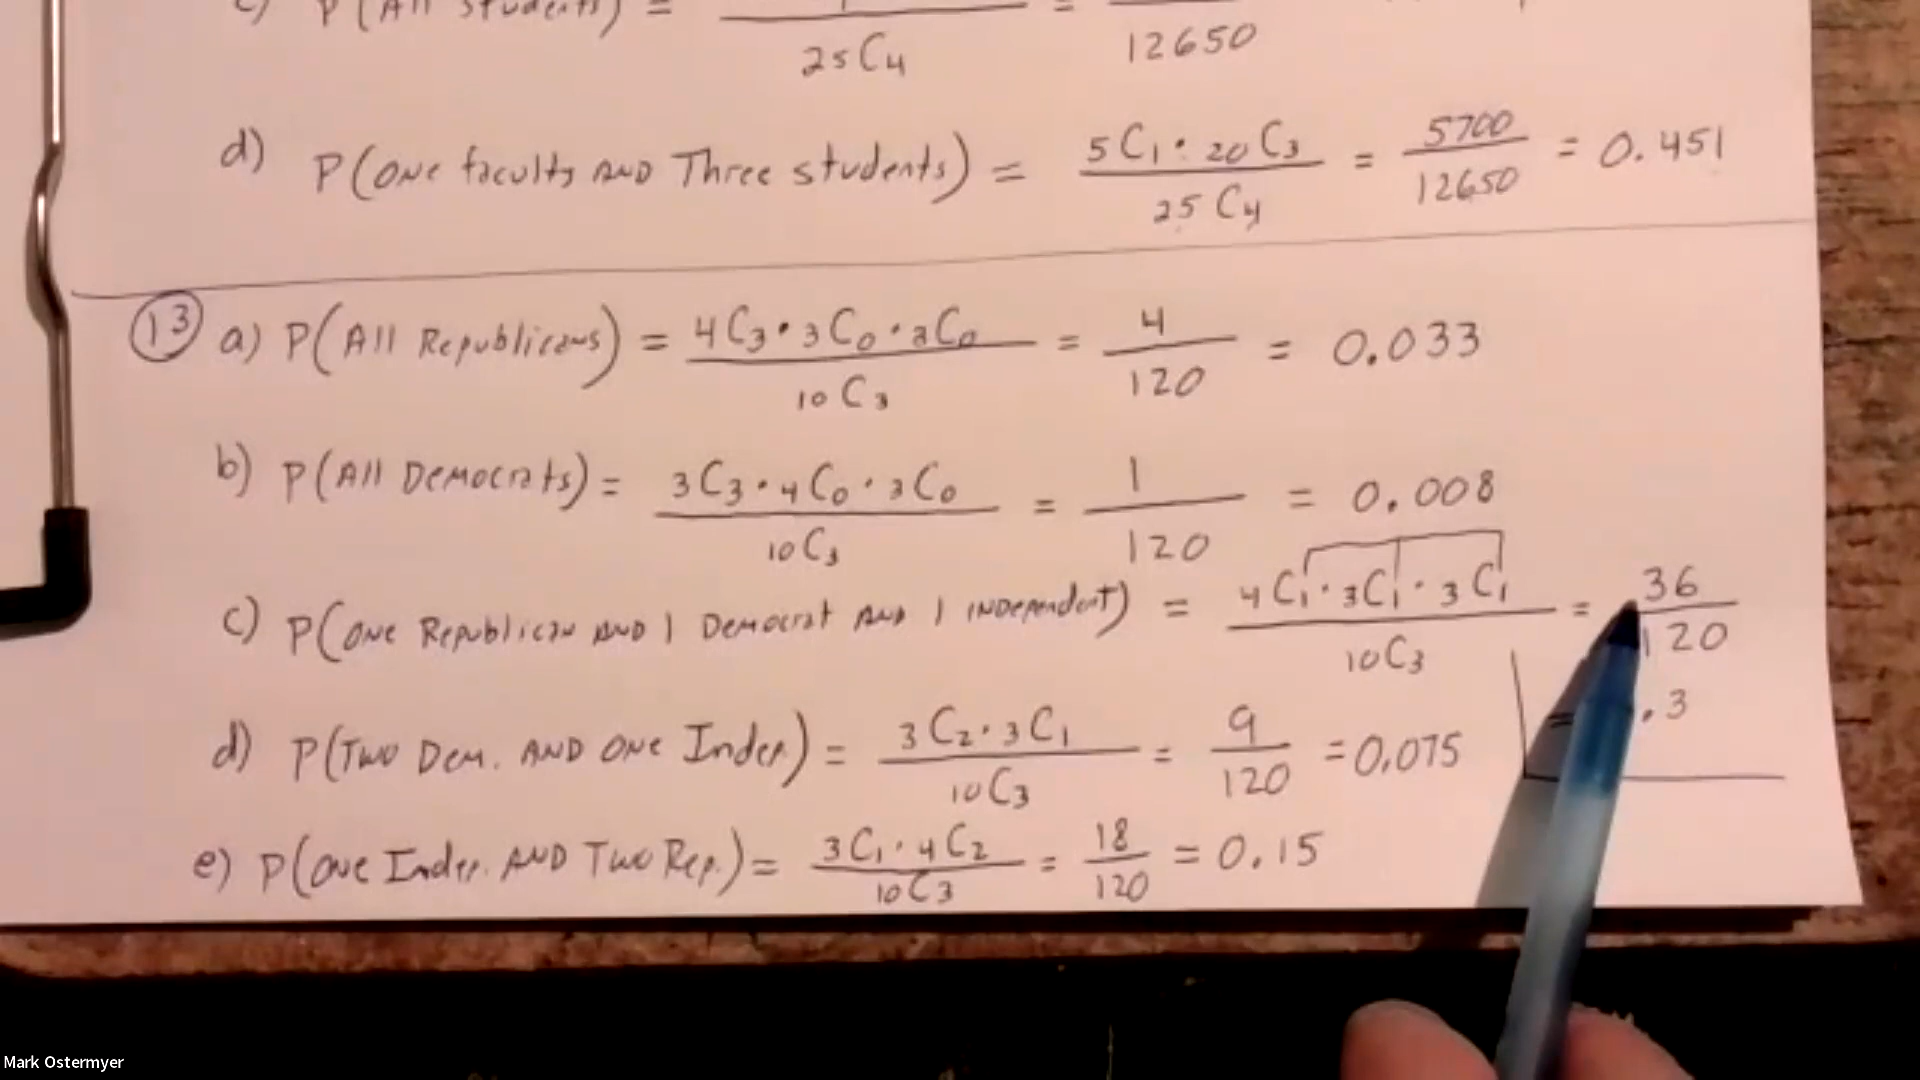 c) P(All students) =        =
25C4        12650
d) P(ONE faculty AND Three students) = 5C1 · 20C3 / 25C4 = 5700 / 12650 = 0.451
13 a) P(All Republicans) = 4C3 · 3C0 · 3C0 / 10C3 = 4 / 120 = 0.033
b) P(All Democrats) = 3C3 · 4C0 · 3C0 / 10C3 = 1 / 120 = 0.008
c) P(ONE Republican AND 1 Democrat AND 1 INDependent) = 4C1 · 3C1 · 3C1 / 10C3 = 36 / 120
= .3
d) P(Two Dem. AND ONE Indep.) = 3C2 · 3C1 / 10C3 = 9 / 120 = 0.075
e) P(ONE Indep. AND Two Rep.) = 3C1 · 4C2 / 10C3 = 18 / 120 = 0.15
Mark Ostermyer